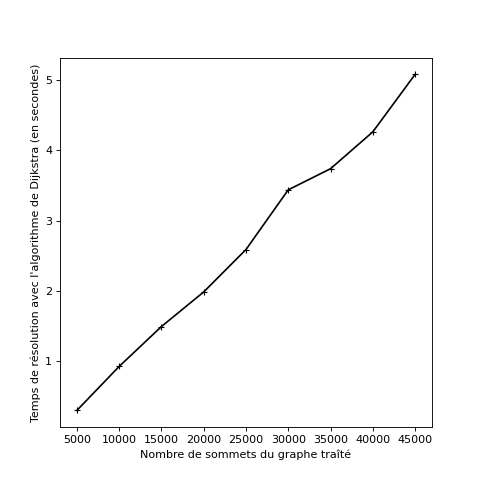 Temps de résolution avec l'algorithme de Dijkstra (en secondes)
5
4
3
2
1
5000 10000 15000 20000 25000 30000 35000 40000 45000
Nombre de sommets du graphe traîté